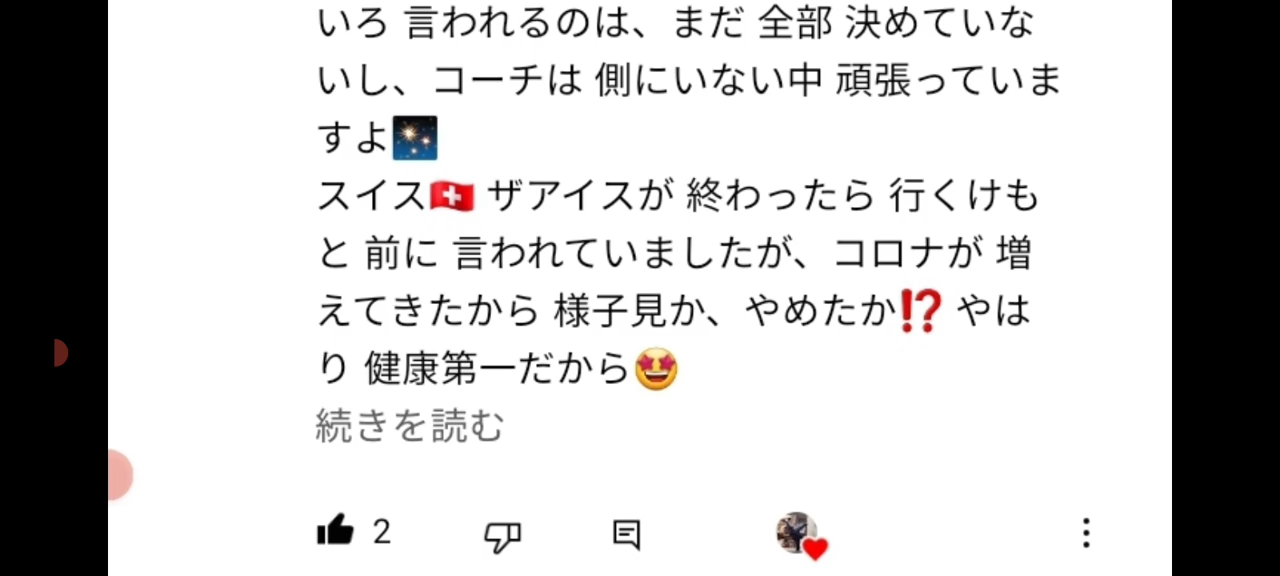 いろ 言われるのは、まだ 全部 決めていな
いし、コーチは 側にいない中 頑張っていま
すよ🎇
スイス🇨🇭 ザアイスが 終わったら 行くけも
と 前に 言われていましたが、コロナが 増
えてきたから 様子見か、やめたか⁉️ やは
り 健康第一だから🤩
続きを読む
2